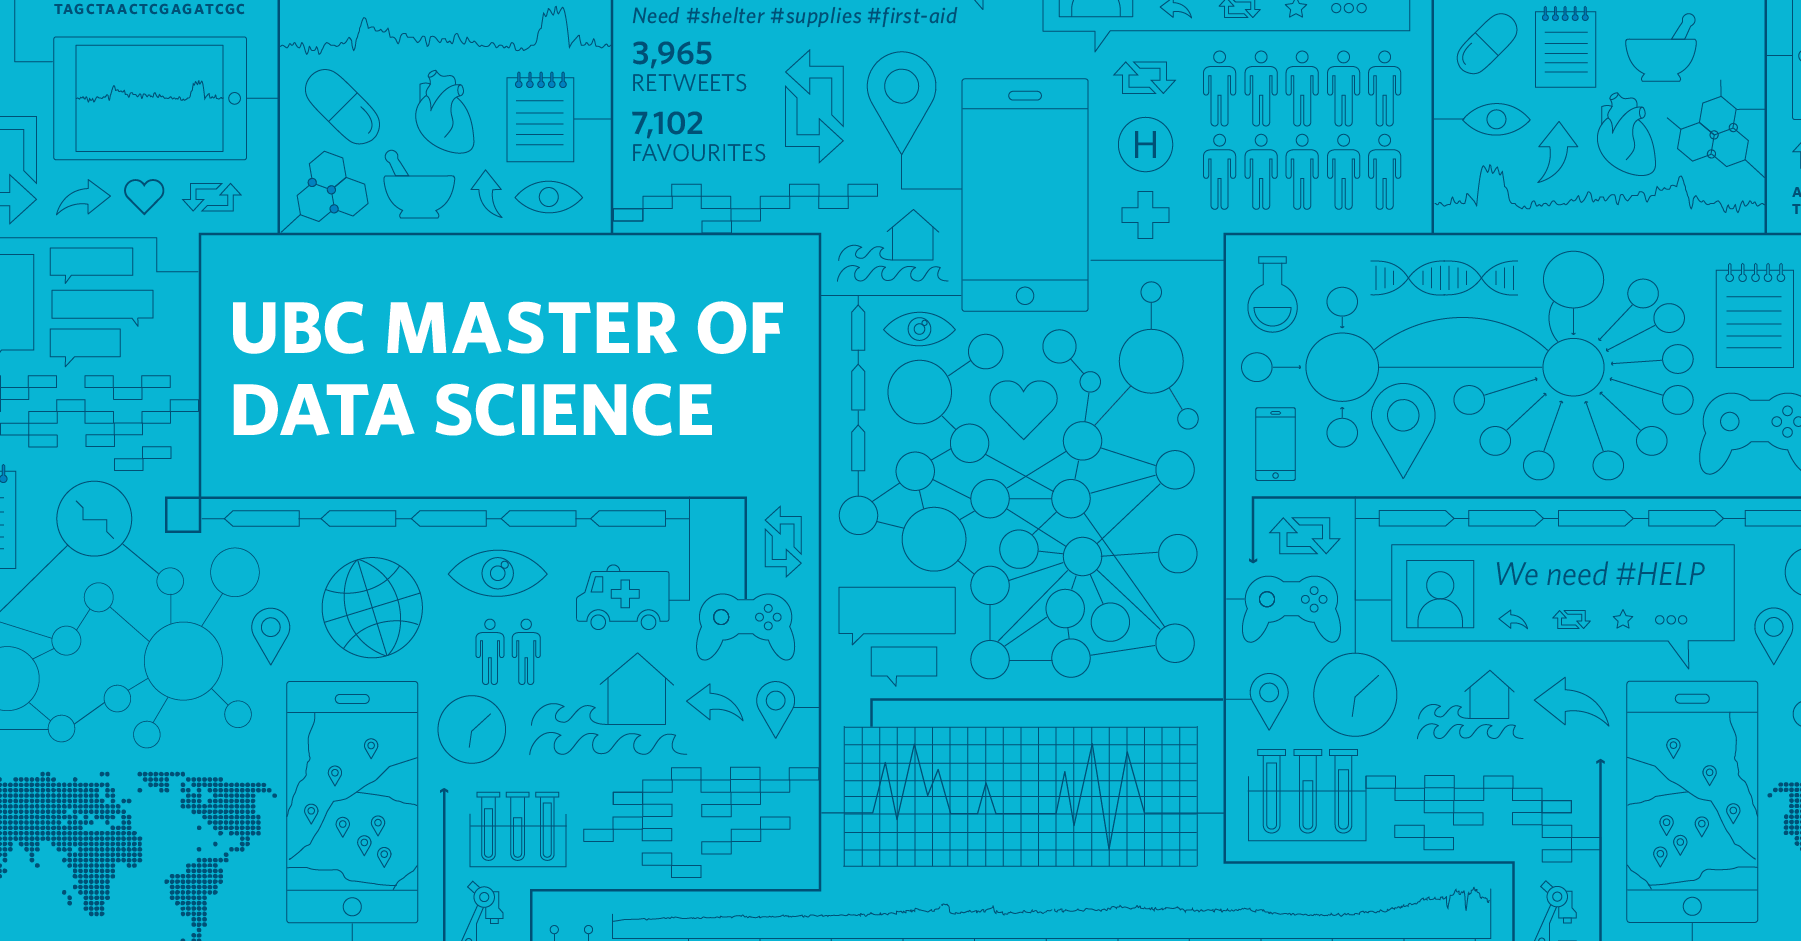 TAGCTAACTCGAGATCGC
Need #shelter #supplies #first-aid
3,965
RETWEETS
7,102
FAVOURITES
H
UBC MASTER OF
DATA SCIENCE
We need #HELP